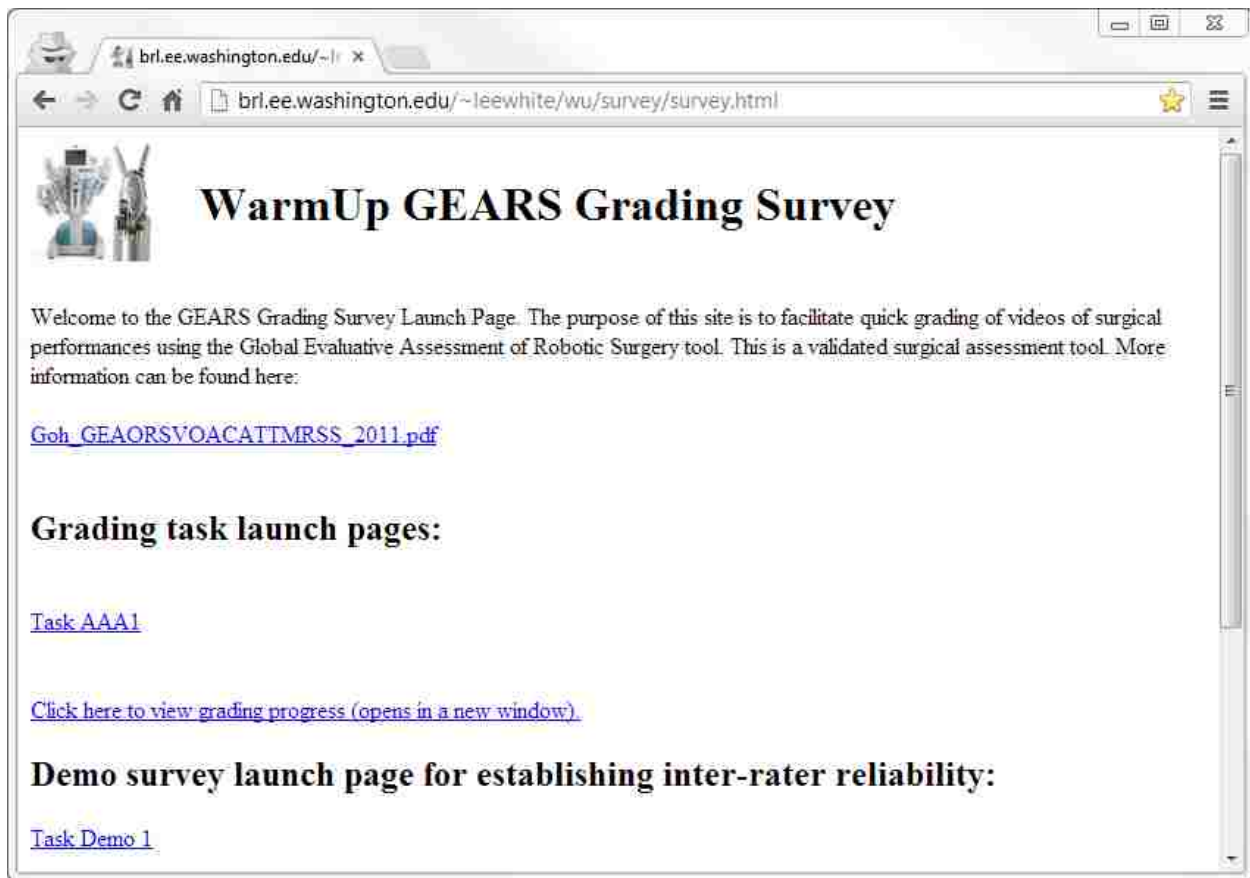 brl.ee.washington.edu/~l
brl.ee.washington.edu/~leewhite/wu/survey/survey.html
WarmUp GEARS Grading Survey
Welcome to the GEARS Grading Survey Launch Page. The purpose of this site is to facilitate quick grading of videos of surgical
performances using the Global Evaluative Assessment of Robotic Surgery tool. This is a validated surgical assessment tool. More
information can be found here:
Goh_GEAORSVOACATTMRSS_2011.pdf
Grading task launch pages:
Task AAA1
Click here to view grading progress (opens in a new window).
Demo survey launch page for establishing inter-rater reliability:
Task Demo 1